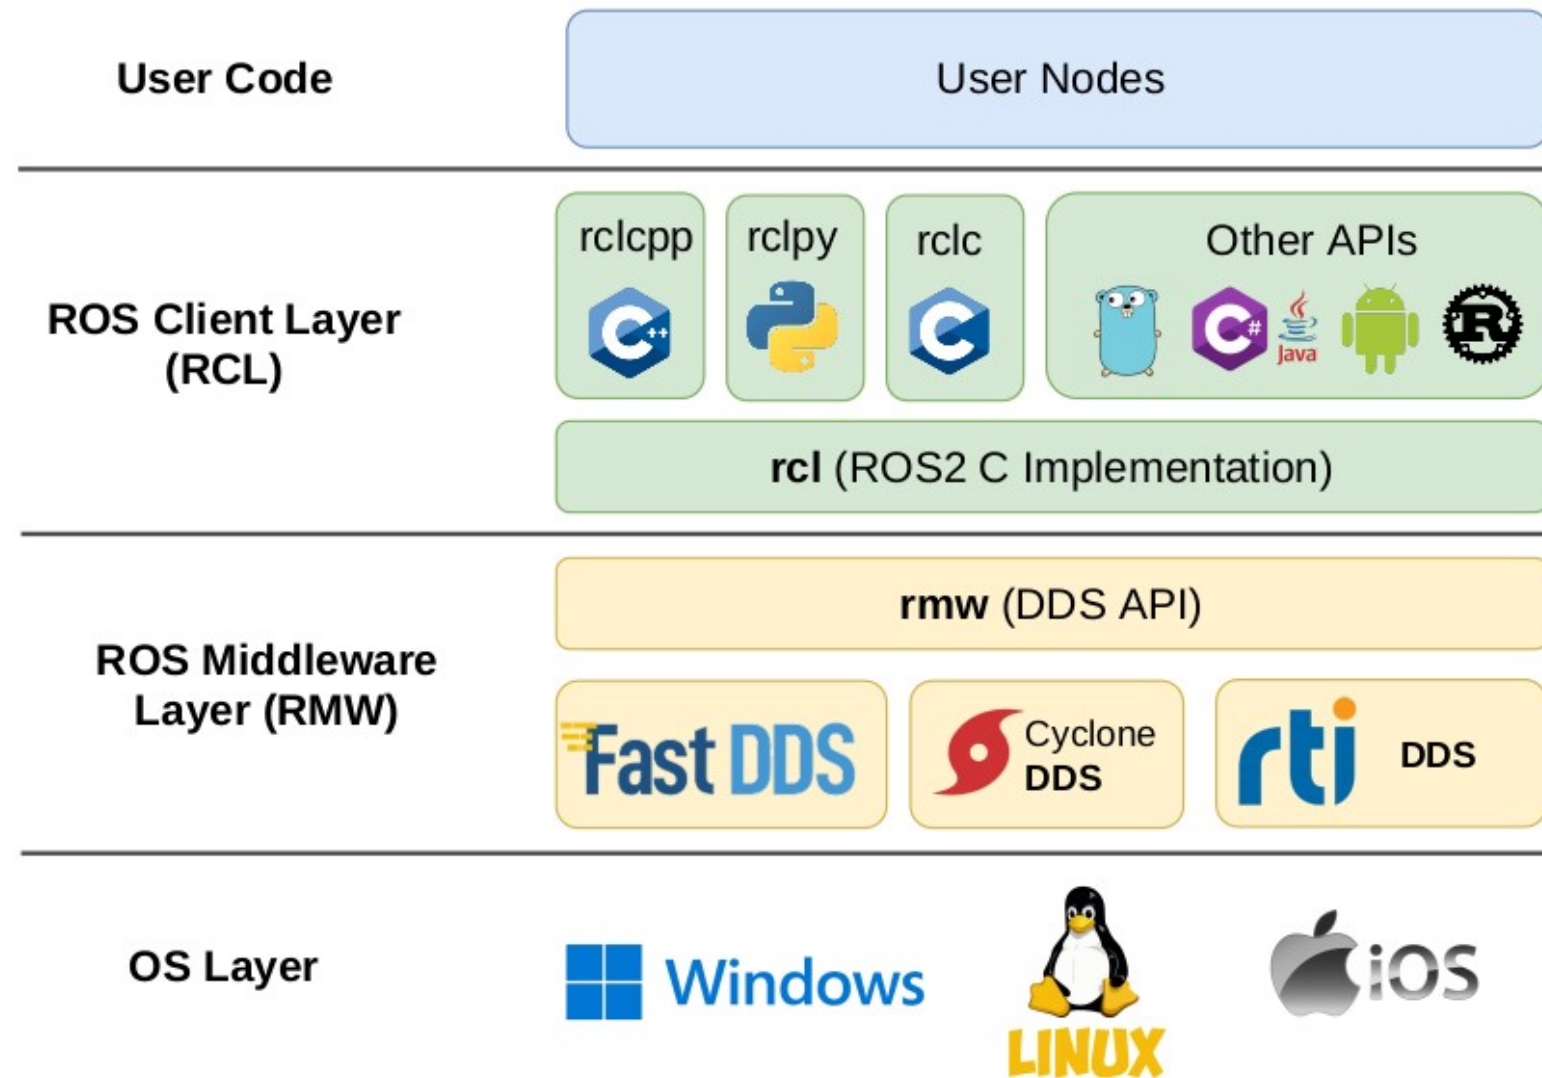 User Code
User Nodes
ROS Client Layer
(RCL)
rclcpp
rclpy
rclc
Other APIs
C++
C
C#
Java
R
rcl (ROS2 C Implementation)
ROS Middleware
Layer (RMW)
rmw (DDS API)
Fast DDS
Cyclone
DDS
rti
DDS
OS Layer
Windows
LINUX
iOS